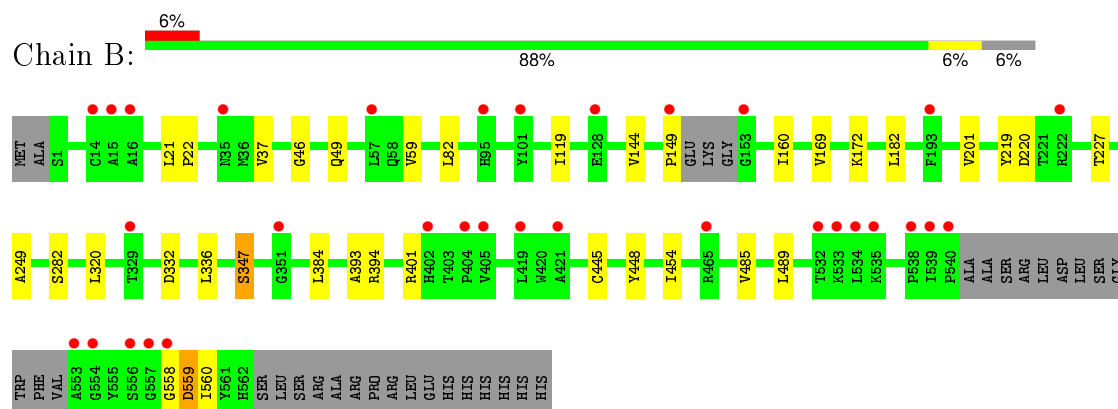 6%
Chain B:
88% 6% 6%
MET ALA S1 G14 A15 A16 L21 P22 N35 M36 V37 G46 Q49 L57 Q58 V59 L82 H95 Y101 I119 E128 V144 P149 GLU LYS GLY G153 I160 V169 K172 L182 F193 V201 Y219 D220 T221 R222 T227
A249 S282 L320 T329 D332 L336 S347 G351 L384 A393 R394 R401 H402 T403 P404 V405 L419 W420 A421 C445 Y448 I454 R465 V485 L489 T532 K533 L534 K535 P538 I539 P540 ALA ALA SER ARG LEU ASP LEU SER GLY
TRP PHE VAL A553 G554 Y555 S556 G557 G558 D559 I560 Y561 H562 SER LEU SER ARG ALA ARG PRO ARG LEU GLU HIS HIS HIS HIS HIS HIS